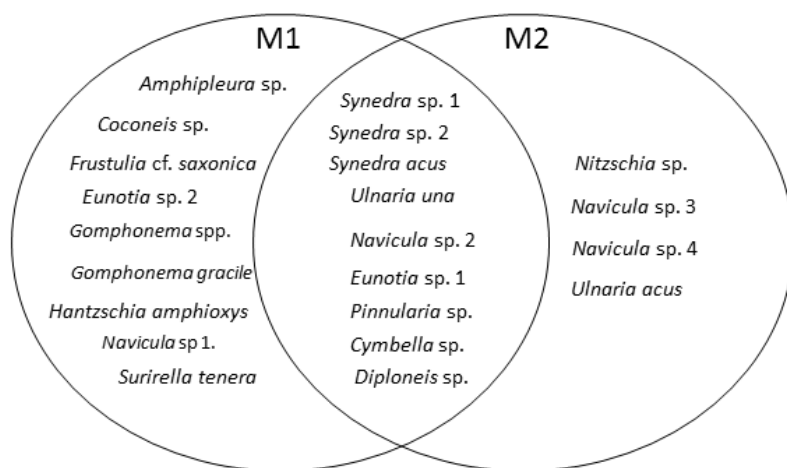 M1
M2
Amphipleura sp.
Coconeis sp.
Frustulia cf. saxonica
Eunotia sp. 2
Gomphonema spp.
Gomphonema gracile
Hantzschia amphioxys
Navicula sp 1.
Surirella tenera
Synedra sp. 1
Synedra sp. 2
Synedra acus
Ulnaria una
Navicula sp. 2
Eunotia sp. 1
Pinnularia sp.
Cymbella sp.
Diploneis sp.
Nitzschia sp.
Navicula sp. 3
Navicula sp. 4
Ulnaria acus